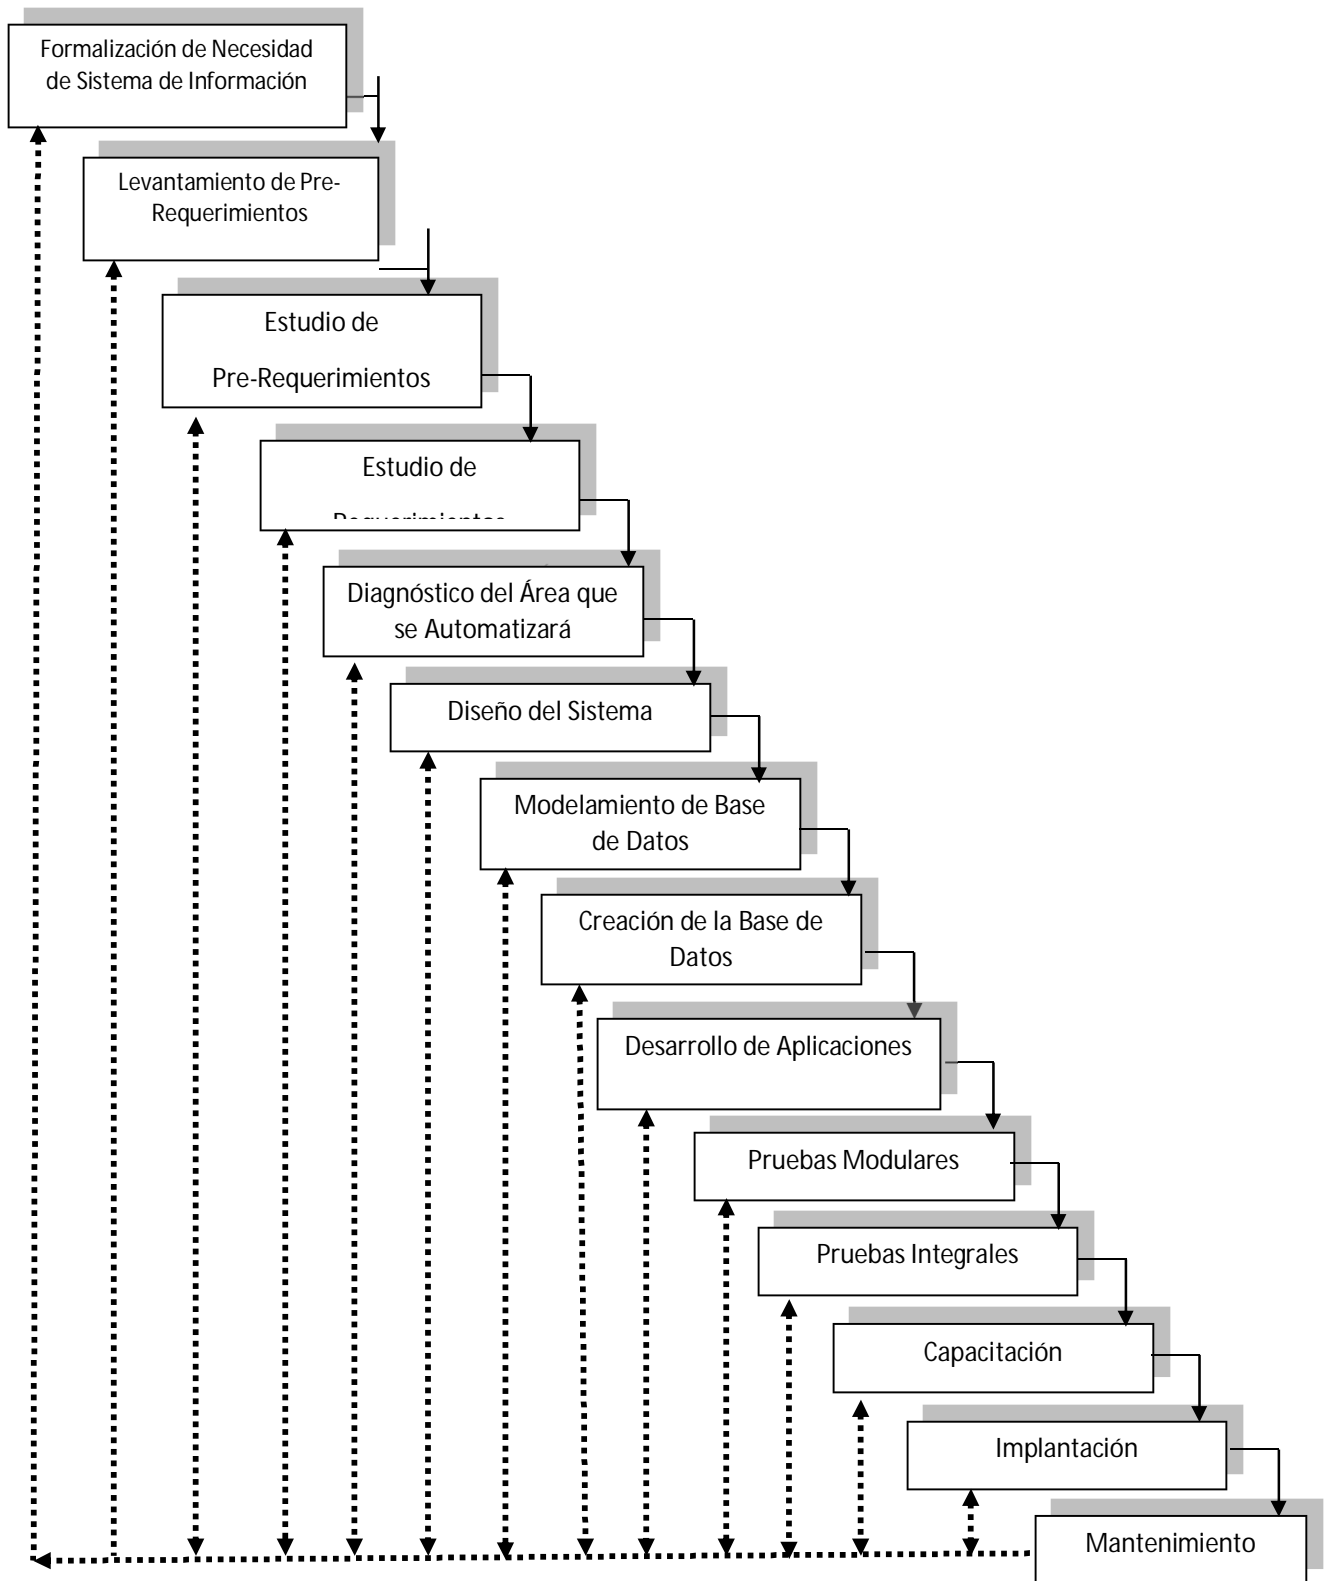 Formalización de Necesidad
de Sistema de Información
Levantamiento de Pre-
Requerimientos
Estudio de
Pre-Requerimientos
Estudio de
Requerimientos
Diagnóstico del Área que
se Automatizará
Diseño del Sistema
Modelamiento de Base
de Datos
Creación de la Base de
Datos
Desarrollo de Aplicaciones
Pruebas Modulares
Pruebas Integrales
Capacitación
Implantación
Mantenimiento